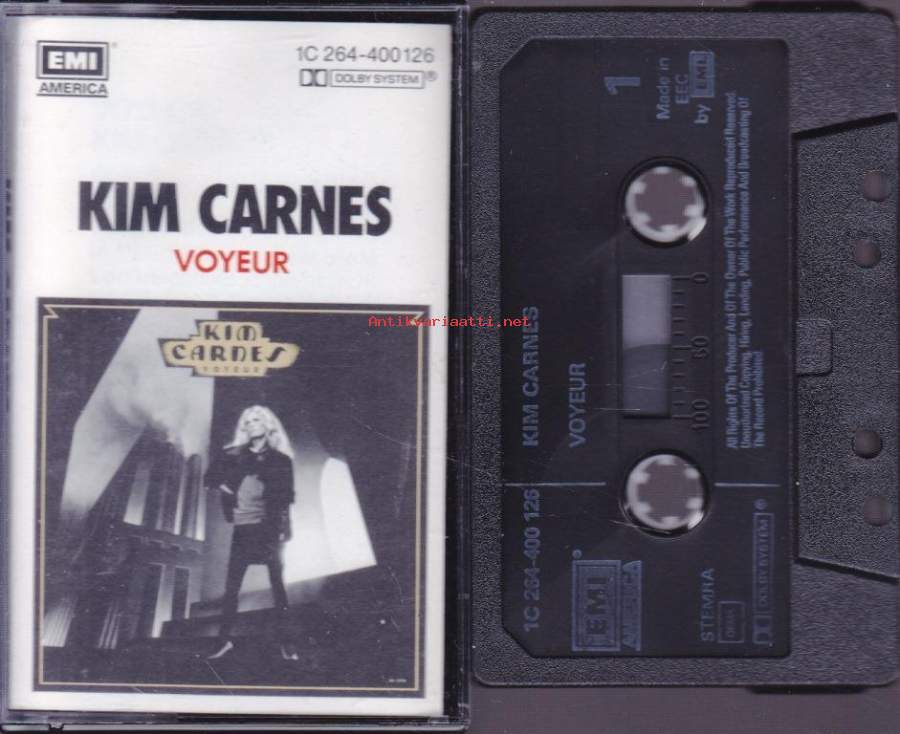 EMI
AMERICA
1C 264-400126
DOLBY SYSTEM®
KIM CARNES
VOYEUR
KIM
CARNES
VOYEUR
Antikvariaatti.net
1
Made in
EEC
by EMI
KIM CARNES
VOYEUR
0
60
100
All Rights Of The Producer And Of The Owner Of The Work Reproduced Reserved.
Unauthorised Copying, Hiring, Lending, Public Performance And Broadcasting Of
The Record Prohibited.
1C 264-400 126
EMI
AMERICA
STEMRA
DOLBY SYSTEM®